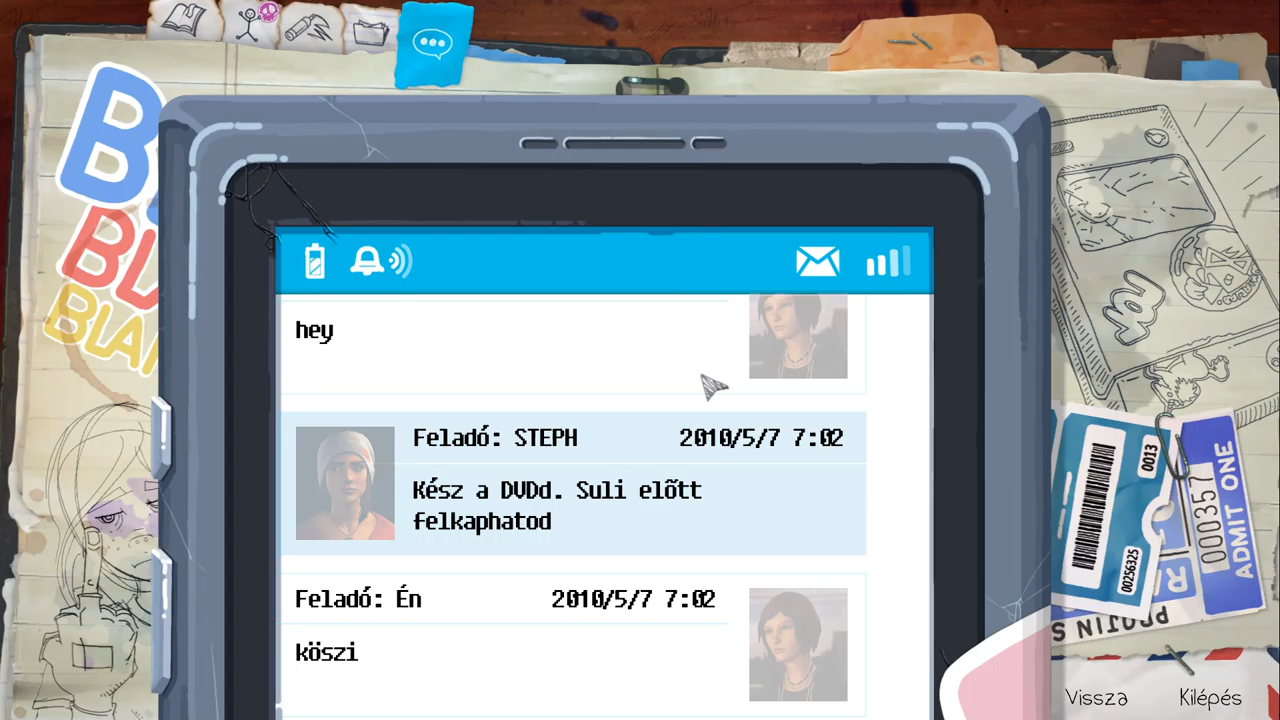 hey
Feladó: STEPH 2010/5/7 7:02
Kész a DVDd. Suli előtt
felkaphatod
Feladó: Én 2010/5/7 7:02
köszi
0013
00256325
000357
ADMIT ONE
Vissza Kilépés